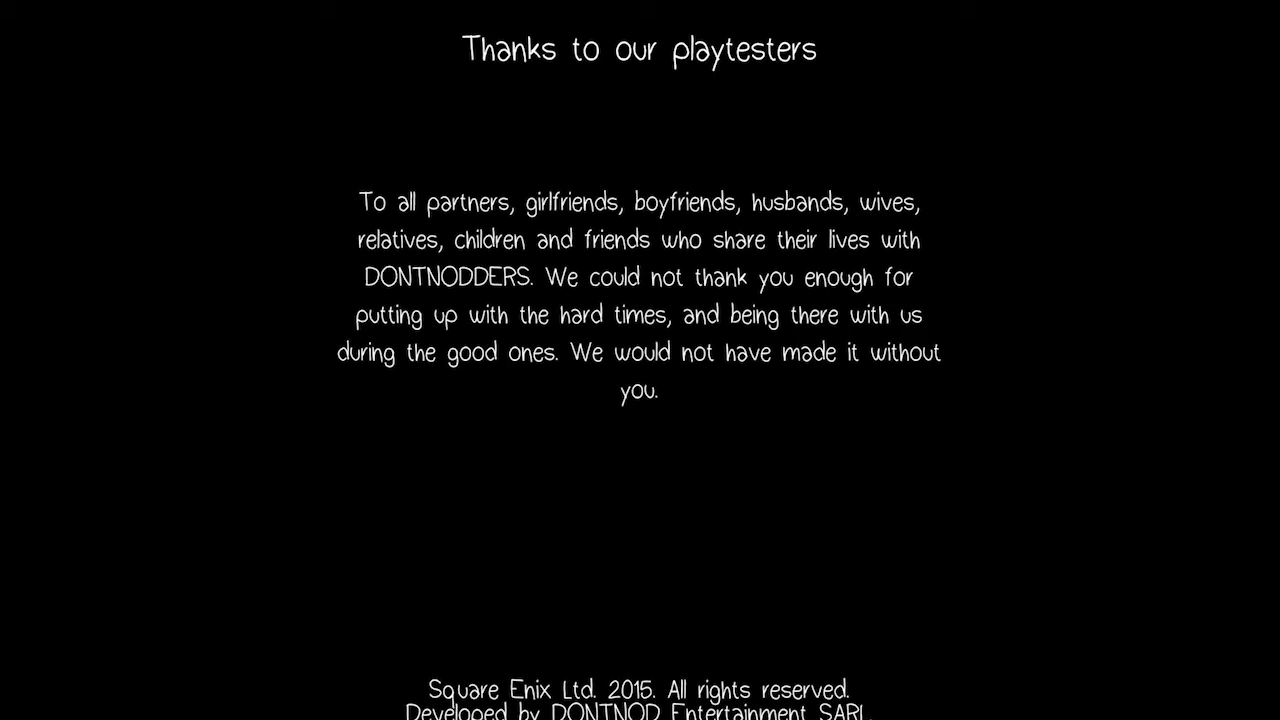 Thanks to our playtesters
To all partners, girlfriends, boyfriends, husbands, wives,
relatives, children and friends who share their lives with
DONTNODDERS. We could not thank you enough for
putting up with the hard times, and being there with us
during the good ones. We would not have made it without
you.
Square Enix Ltd. 2015. All rights reserved.
Developed by DONTNOD Entertainment SARL.